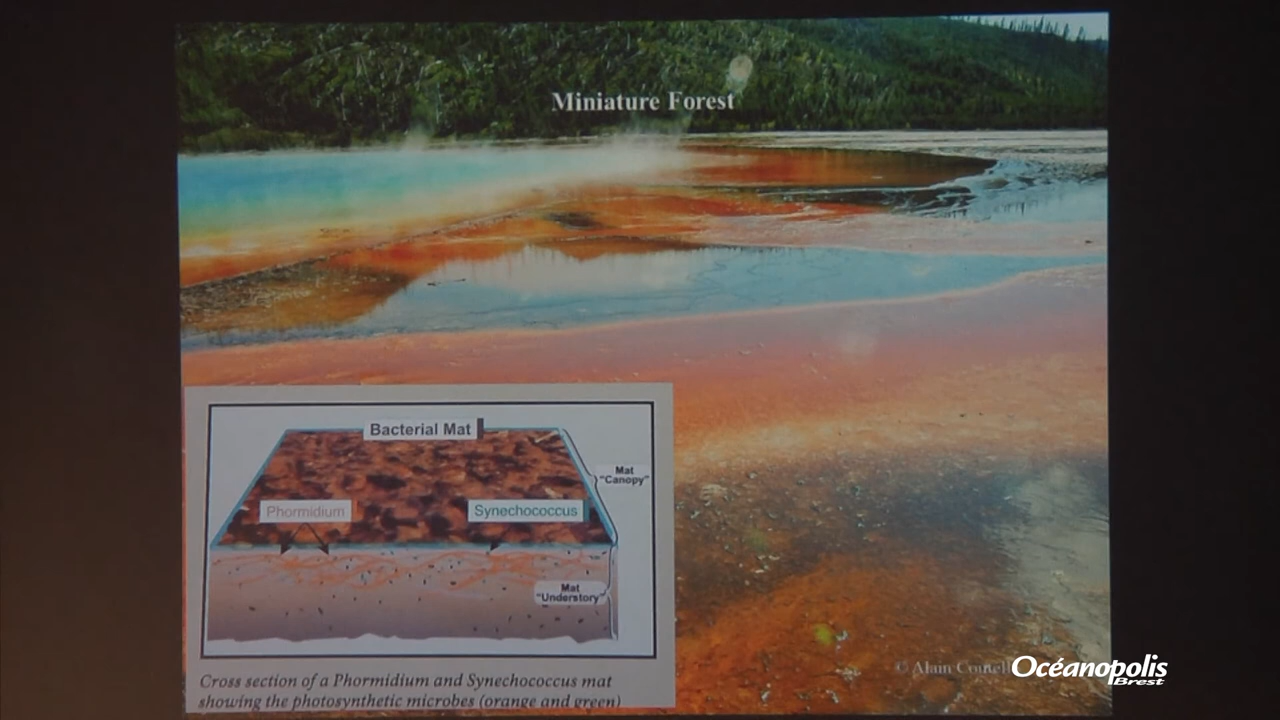 Miniature Forest
Bacterial Mat
Mat
"Canopy"
Phormidium
Synechococcus
Mat
"Understory"
Cross section of a Phormidium and Synechococcus mat
showing the photosynthetic microbes (orange and green)
© Alain
Océanopolis
Brest